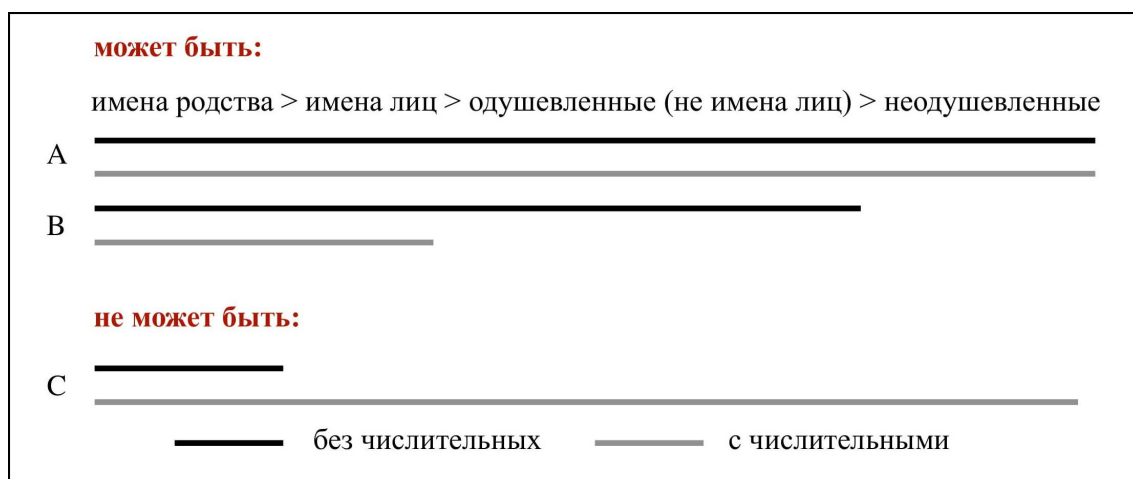 может быть:
имена родства > имена лиц > одушевленные (не имена лиц) > неодушевленные
A
B
не может быть:
C
без числительных с числительными